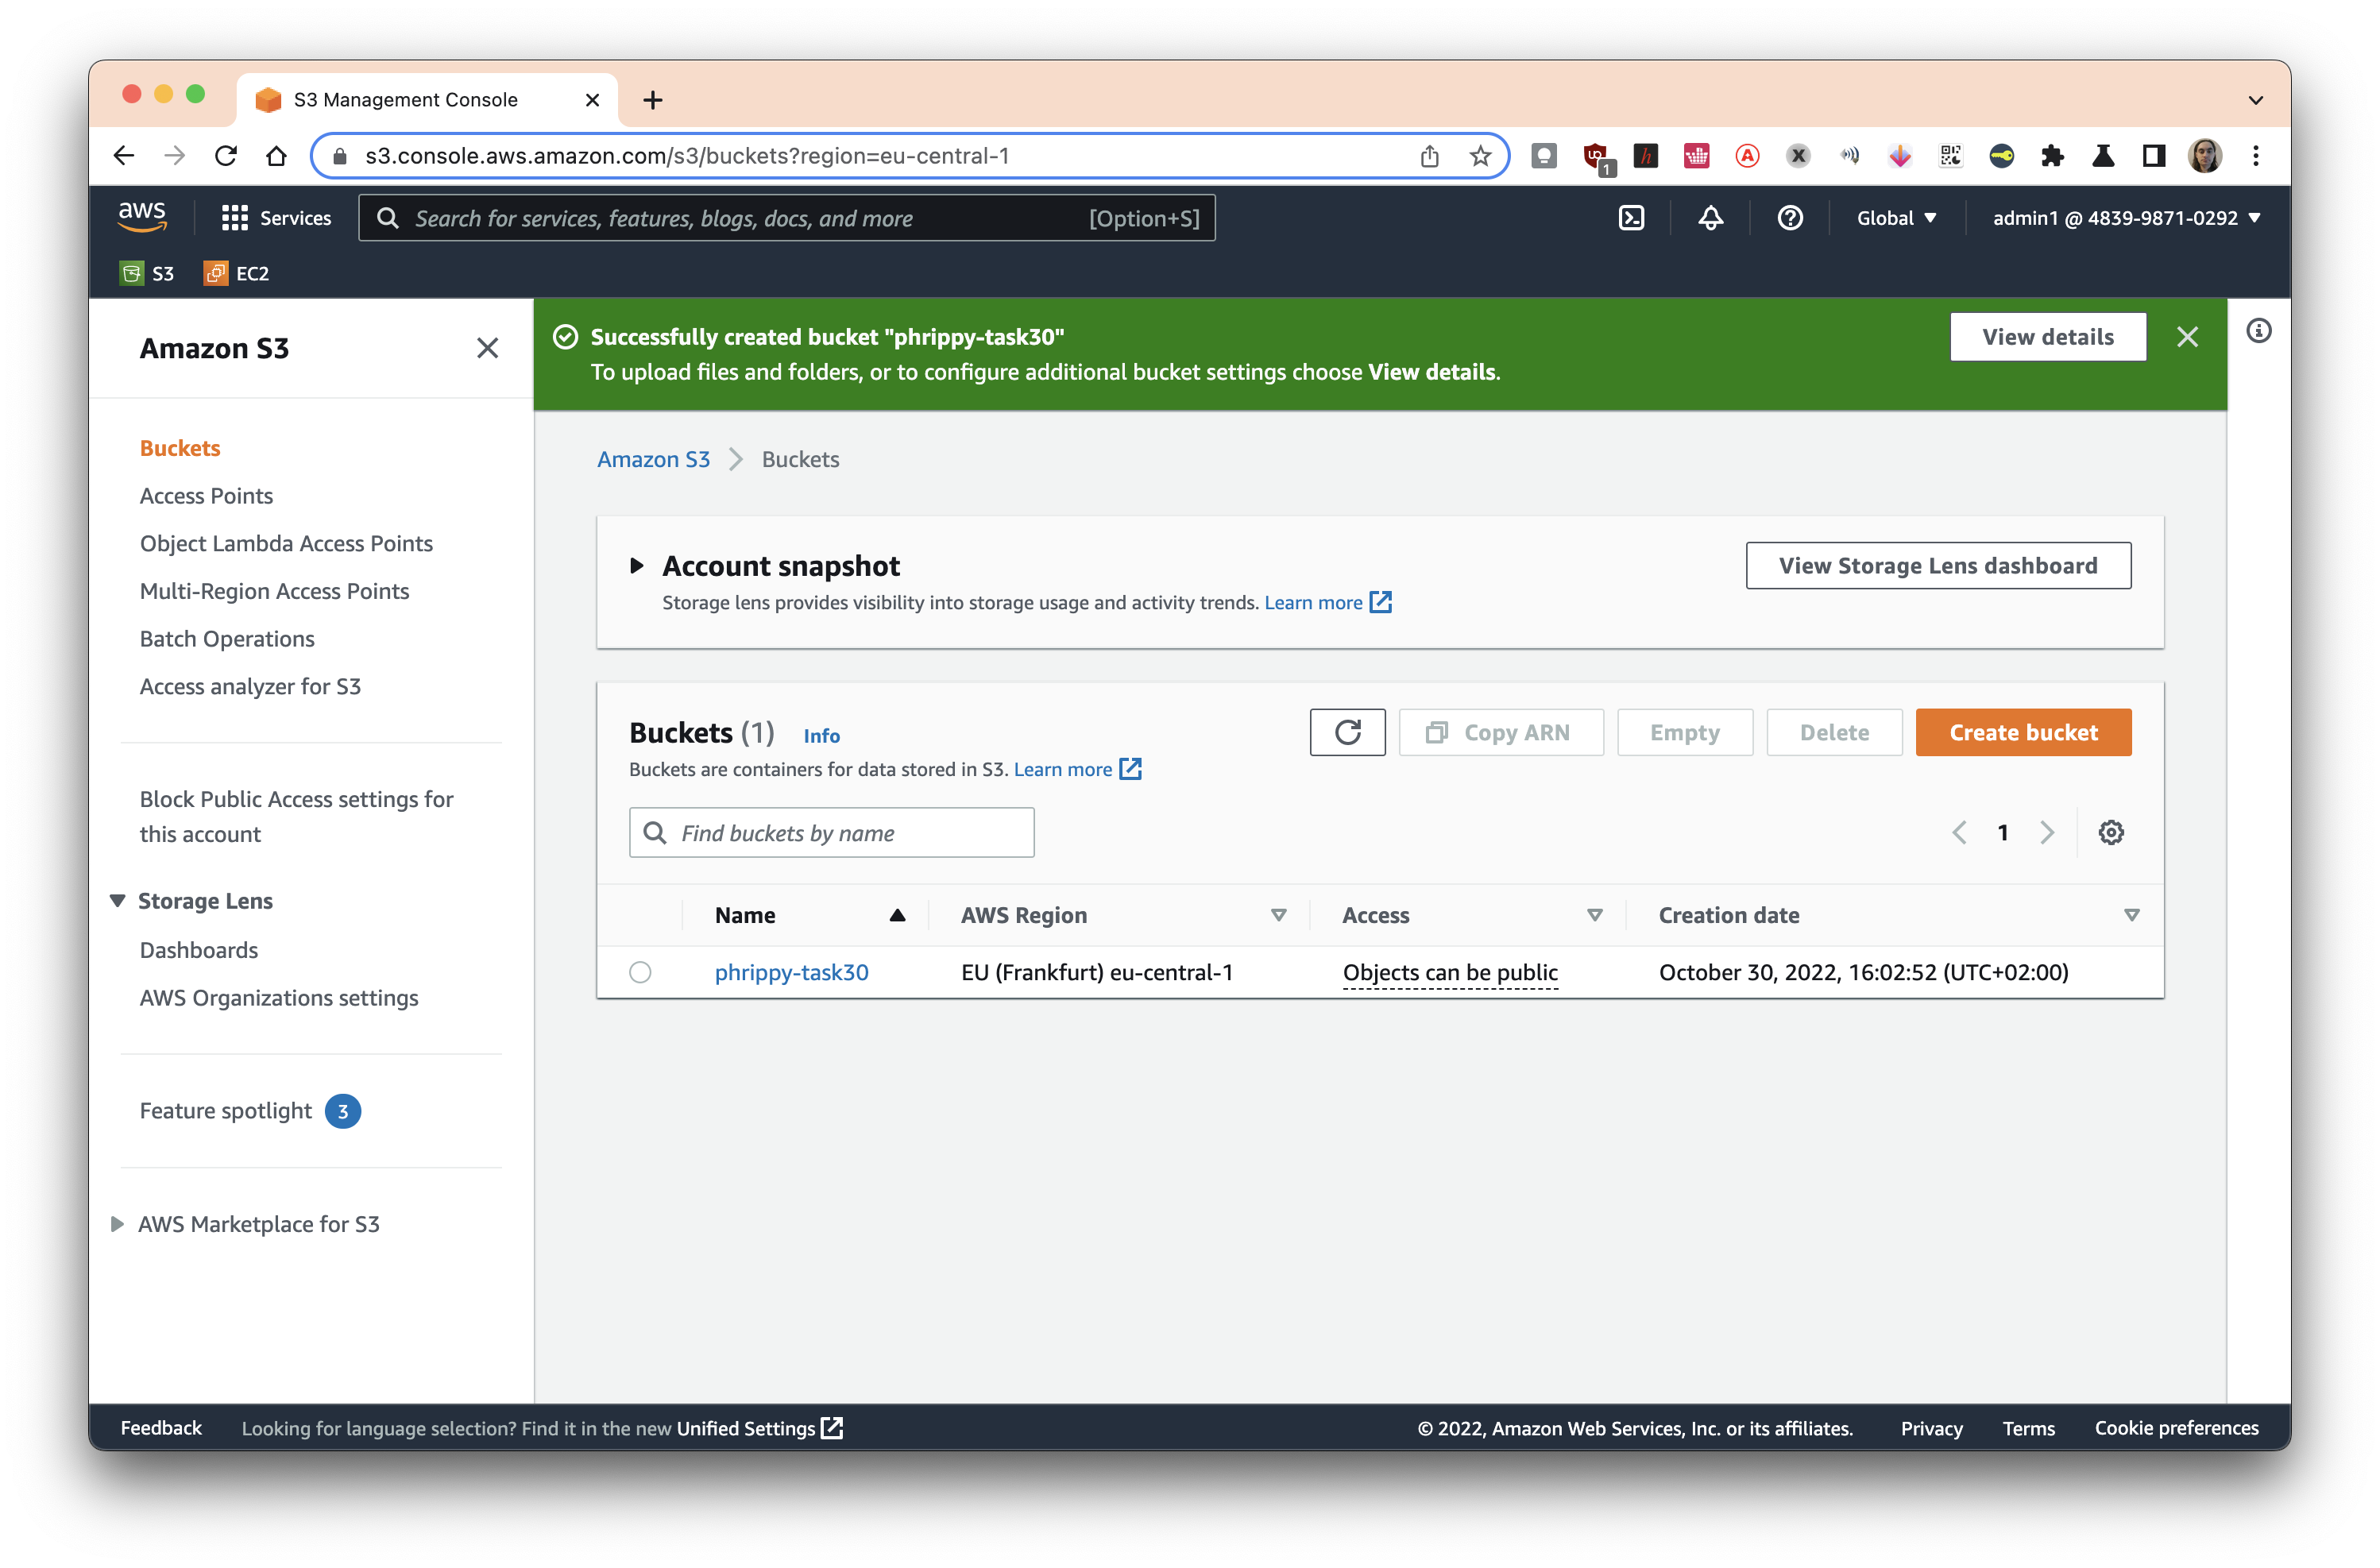 S3 Management Console
s3.console.aws.amazon.com/s3/buckets?region=eu-central-1
1
aws
Services
Search for services, features, blogs, docs, and more [Option+S]
Global
admin1 @ 4839-9871-0292
S3
EC2
Amazon S3
Buckets
Access Points
Object Lambda Access Points
Multi-Region Access Points
Batch Operations
Access analyzer for S3
Block Public Access settings for
this account
Storage Lens
Dashboards
AWS Organizations settings
Feature spotlight 3
AWS Marketplace for S3
Successfully created bucket "phrippy-task30"
To upload files and folders, or to configure additional bucket settings choose View details.
View details
Amazon S3 Buckets
Account snapshot
Storage lens provides visibility into storage usage and activity trends. Learn more
View Storage Lens dashboard
Buckets (1) Info
Buckets are containers for data stored in S3. Learn more
Copy ARN
Empty
Delete
Create bucket
Find buckets by name
1
Name AWS Region Access Creation date
phrippy-task30 EU (Frankfurt) eu-central-1 Objects can be public October 30, 2022, 16:02:52 (UTC+02:00)
Feedback Looking for language selection? Find it in the new Unified Settings © 2022, Amazon Web Services, Inc. or its affiliates. Privacy Terms Cookie preferences